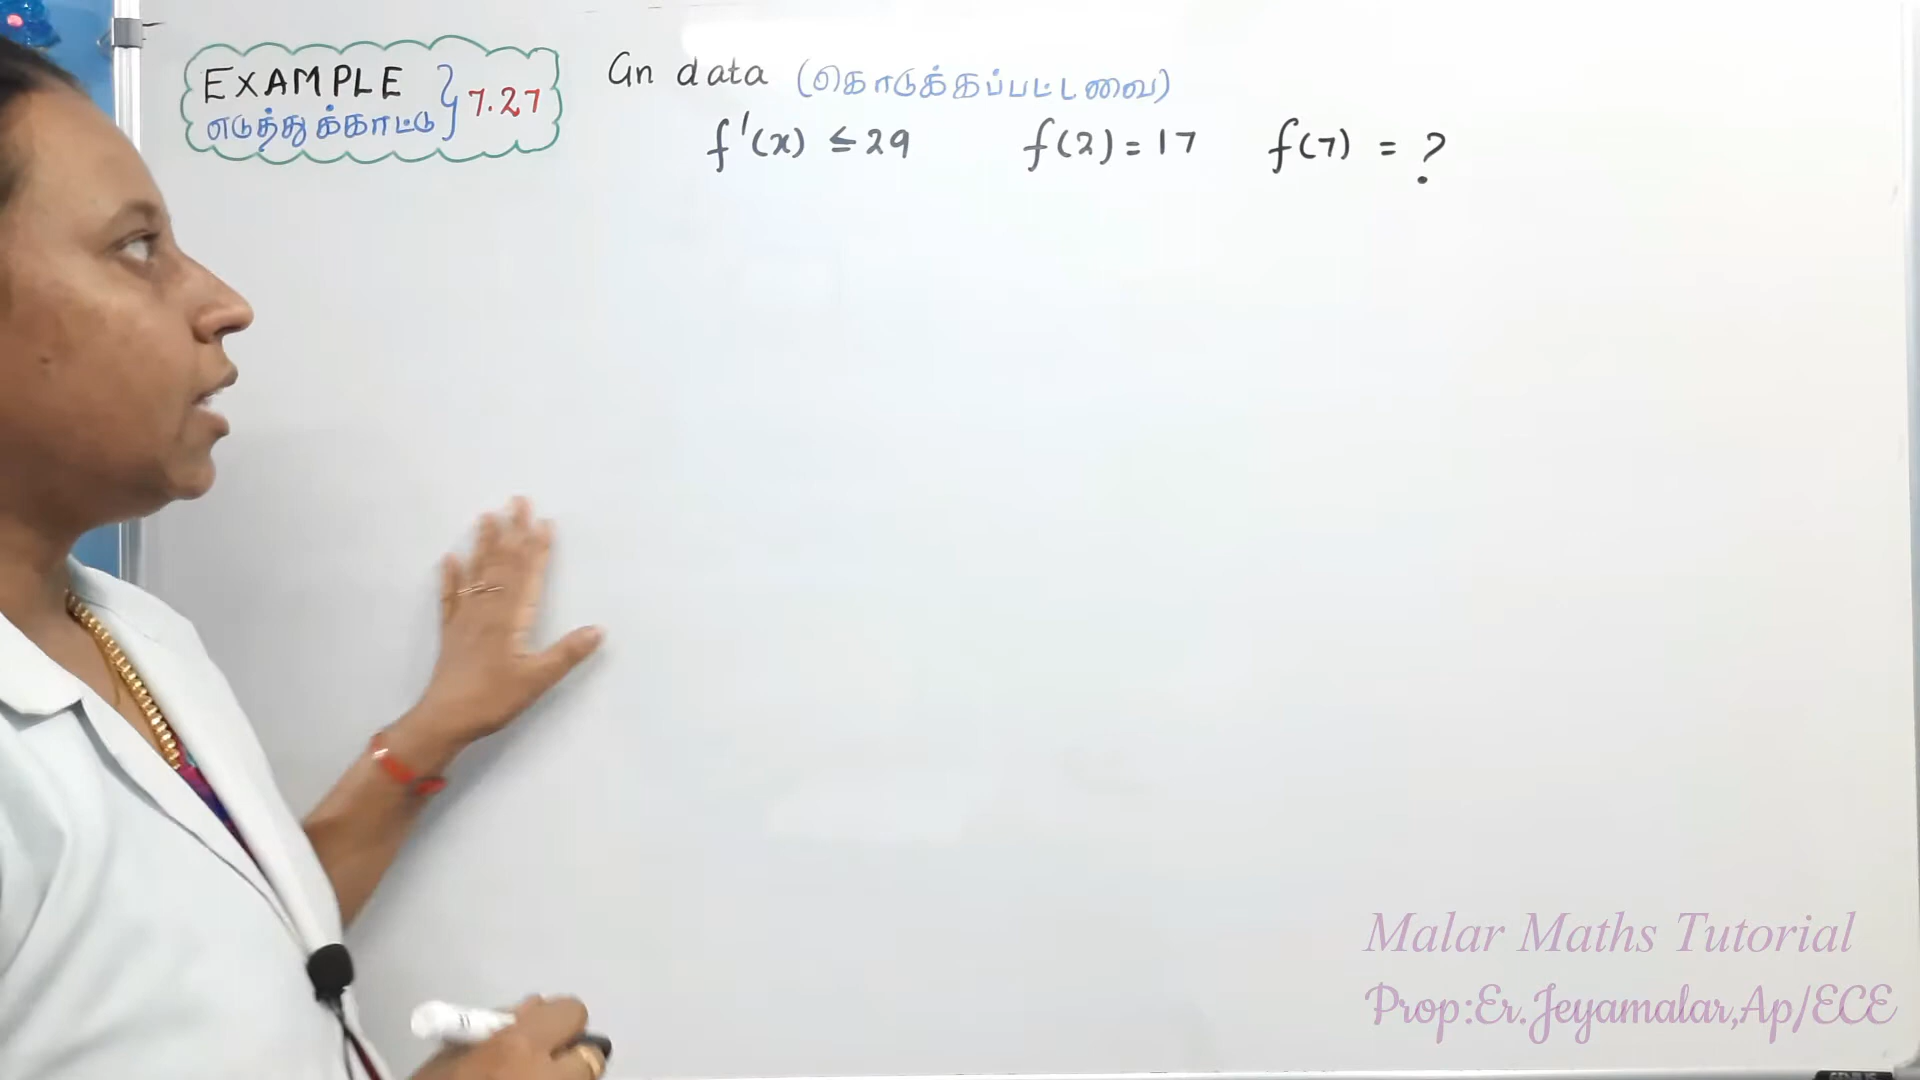 EXAMPLE
எடுத்துக்காட்டு } 7.27
Gn data (கொடுக்கப்பட்டவை)
f'(x) ≤ 29 f(2) = 17 f(7) = ?
Malar Maths Tutorial
Prop:Er.Jeyamalar,Ap/ECE